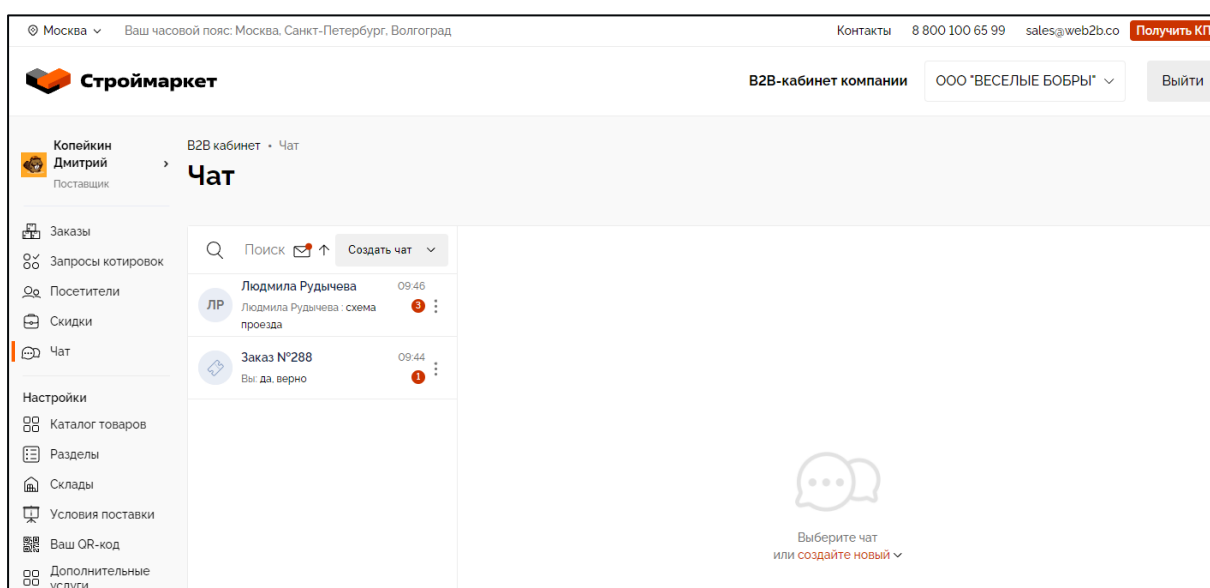 Москва Ваш часовой пояс: Москва, Санкт-Петербург, Волгоград Контакты 8 800 100 65 99 sales@web2b.co Получить КП
Строймаркет B2B-кабинет компании ООО "ВЕСЕЛЫЕ БОБРЫ" Выйти
Копейкин
Дмитрий
Поставщик
B2B кабинет • Чат
Чат
Заказы
Запросы котировок
Посетители
Скидки
Чат
Настройки
Каталог товаров
Разделы
Склады
Условия поставки
Ваш QR-код
Дополнительные
услуги
Поиск Создать чат
ЛР
Людмила Рудычева 09:46
Людмила Рудычева : схема 3
проезда
Заказ №288 09:44
Вы: да, верно 1
Выберите чат
или создайте новый